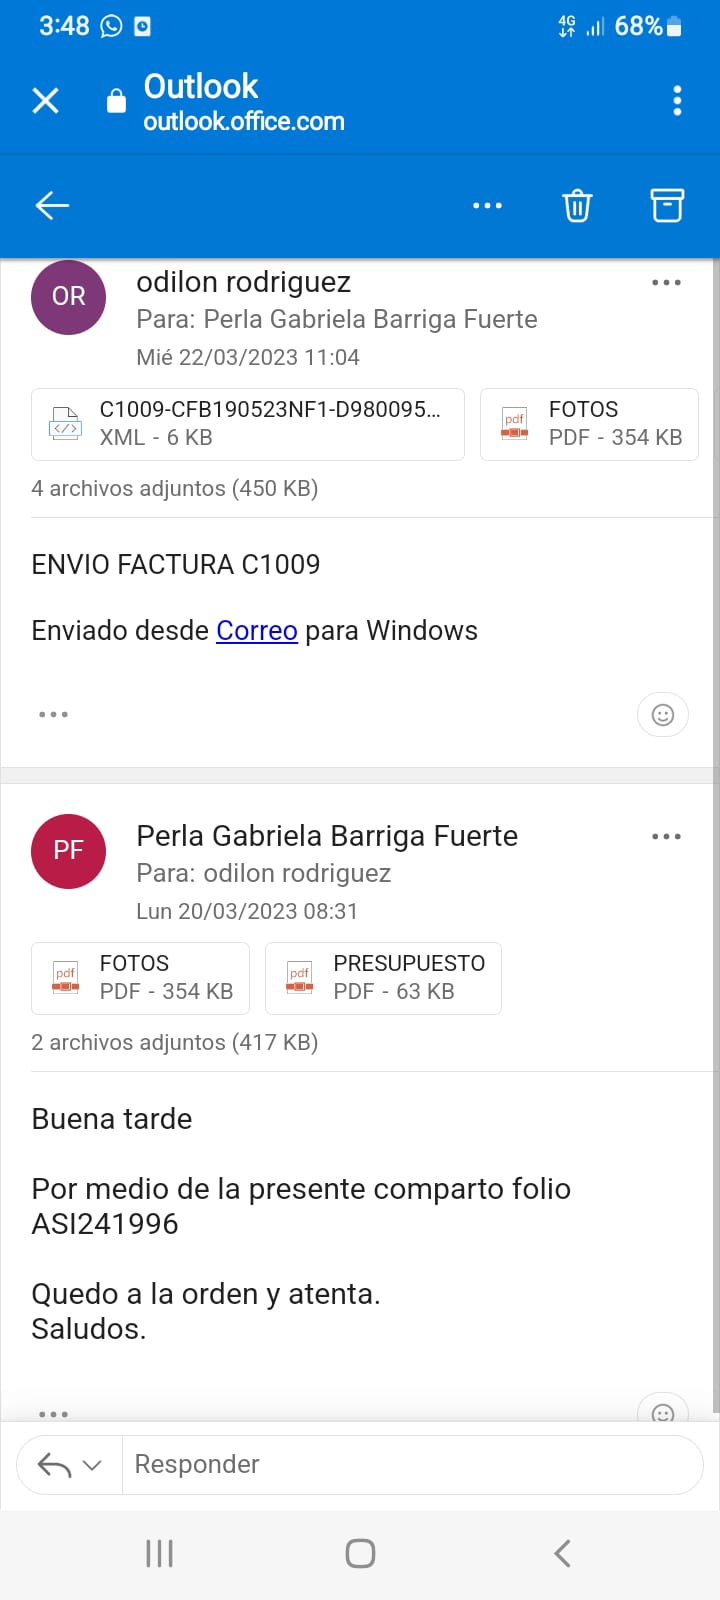 3:48
4G
68%
Outlook
outlook.office.com
OR
odilon rodriguez
Para: Perla Gabriela Barriga Fuerte
Mié 22/03/2023 11:04
C1009-CFB190523NF1-D980095...
XML - 6 KB
pdf
FOTOS
PDF - 354 KB
4 archivos adjuntos (450 KB)
ENVIO FACTURA C1009
Enviado desde Correo para Windows
PF
Perla Gabriela Barriga Fuerte
Para: odilon rodriguez
Lun 20/03/2023 08:31
pdf
FOTOS
PDF - 354 KB
pdf
PRESUPUESTO
PDF - 63 KB
2 archivos adjuntos (417 KB)
Buena tarde
Por medio de la presente comparto folio
ASI241996
Quedo a la orden y atenta.
Saludos.
Responder